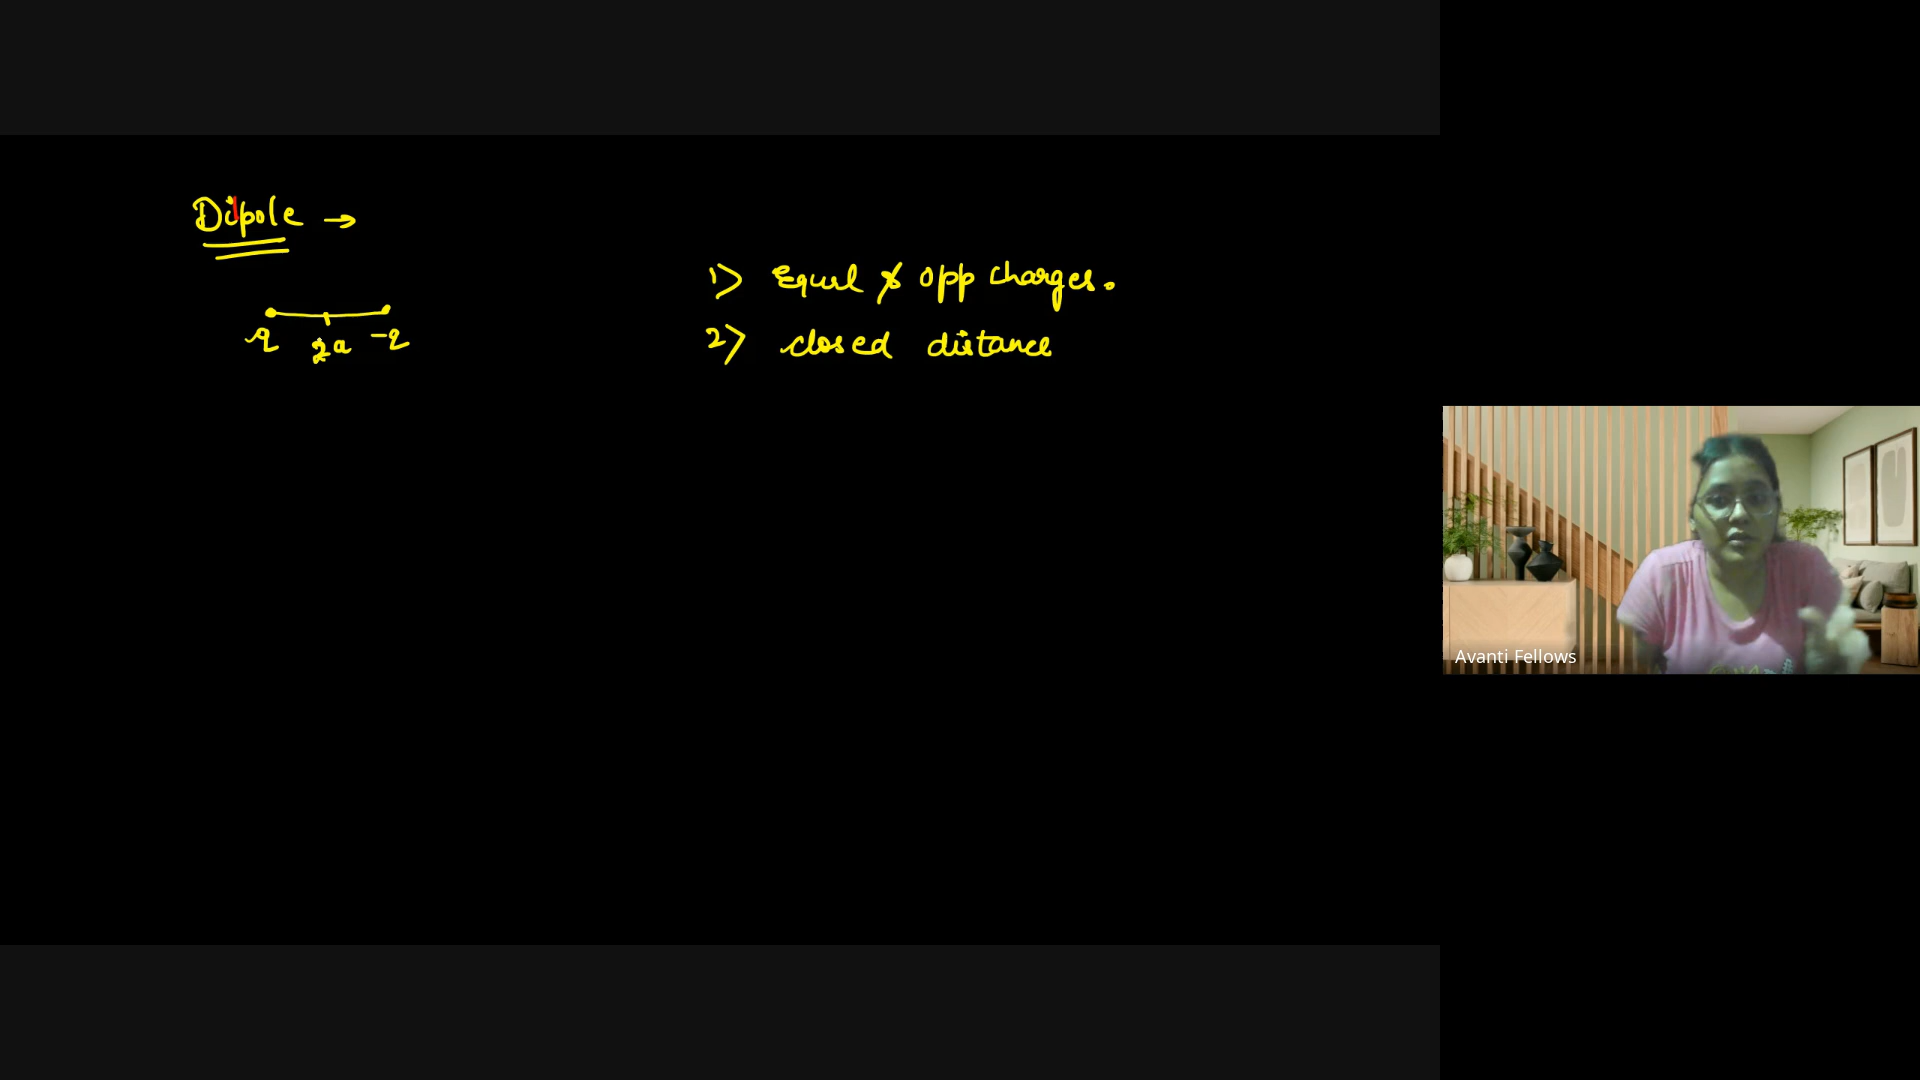 Dipole →
1) Equal & opp charges.
q 2a -q
2) closed distance
Avanti Fellows